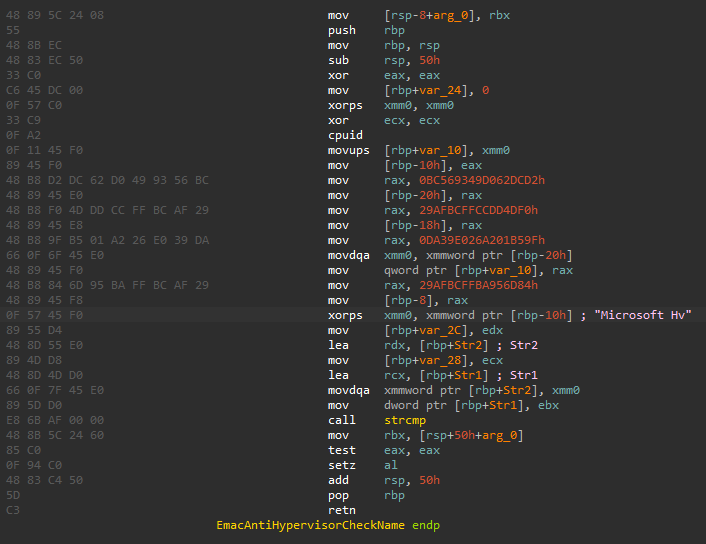 48 89 5C 24 08 mov [rsp-8+arg_0], rbx
55 push rbp
48 8B EC mov rbp, rsp
48 83 EC 50 sub rsp, 50h
33 C0 xor eax, eax
C6 45 DC 00 mov [rbp+var_24], 0
0F 57 C0 xorps xmm0, xmm0
33 C9 xor ecx, ecx
0F A2 cpuid
0F 11 45 F0 movups [rbp+var_10], xmm0
89 45 F0 mov [rbp-10h], eax
48 B8 D2 DC 62 D0 49 93 56 BC mov rax, 0BC569349D062DCD2h
48 89 45 E0 mov [rbp-20h], rax
48 B8 F0 4D DD CC FF BC AF 29 mov rax, 29AFBCFFCCDD4DF0h
48 89 45 E8 mov [rbp-18h], rax
48 B8 9F B5 01 A2 26 E0 39 DA mov rax, 0DA39E026A201B59Fh
66 0F 6F 45 E0 movdqa xmm0, xmmword ptr [rbp-20h]
48 89 45 F0 mov qword ptr [rbp+var_10], rax
48 B8 84 6D 95 BA FF BC AF 29 mov rax, 29AFBCFFBA956D84h
48 89 45 F8 mov [rbp-8], rax
0F 57 45 F0 xorps xmm0, xmmword ptr [rbp-10h] ; "Microsoft Hv"
89 55 D4 mov [rbp+var_2C], edx
48 8D 55 E0 lea rdx, [rbp+Str2] ; Str2
89 4D D8 mov [rbp+var_28], ecx
48 8D 4D D0 lea rcx, [rbp+Str1] ; Str1
66 0F 7F 45 E0 movdqa xmmword ptr [rbp+Str2], xmm0
89 5D D0 mov dword ptr [rbp+Str1], ebx
E8 6B AF 00 00 call strcmp
48 8B 5C 24 60 mov rbx, [rsp+50h+arg_0]
85 C0 test eax, eax
0F 94 C0 setz al
48 83 C4 50 add rsp, 50h
5D pop rbp
C3 retn
EmacAntiHypervisorCheckName endp